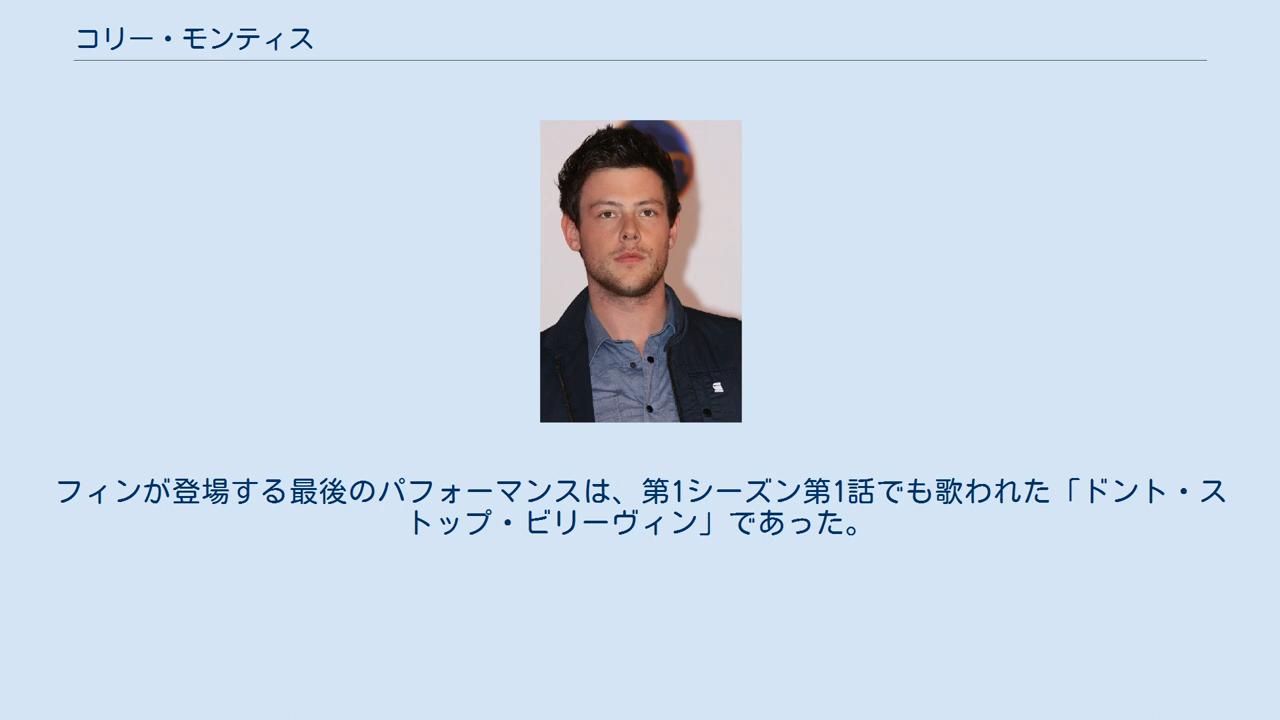 コリー・モンティス
フィンが登場する最後のパフォーマンスは、第1シーズン第1話でも歌われた「ドント・ス
トップ・ビリーヴィン」であった。